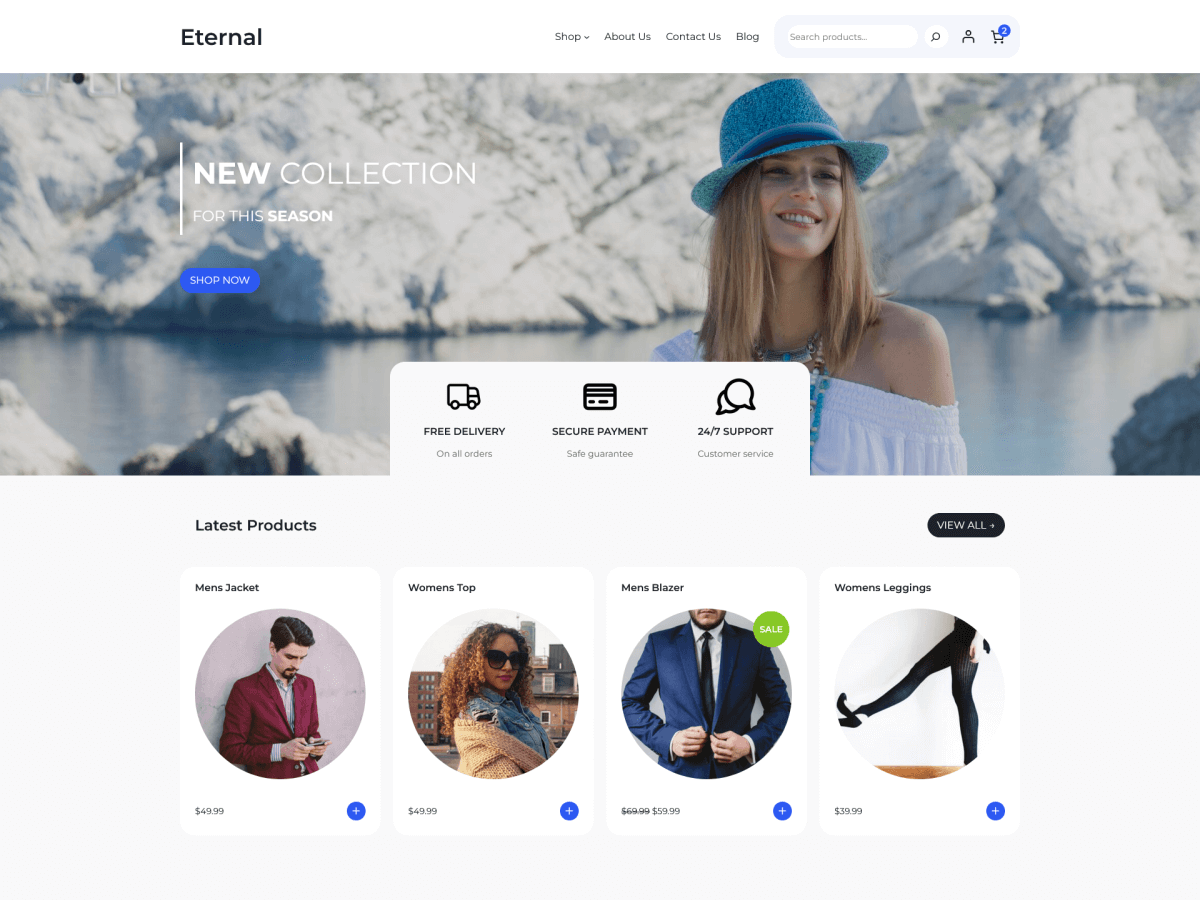 Eternal
Shop
About Us
Contact Us
Blog
Search products...
2
NEW COLLECTION
FOR THIS SEASON
SHOP NOW
FREE DELIVERY
On all orders
SECURE PAYMENT
Safe guarantee
24/7 SUPPORT
Customer service
Latest Products
VIEW ALL →
Mens Jacket
$49.99
+
Womens Top
$49.99
+
Mens Blazer
SALE
$69.99 $59.99
+
Womens Leggings
$39.99
+